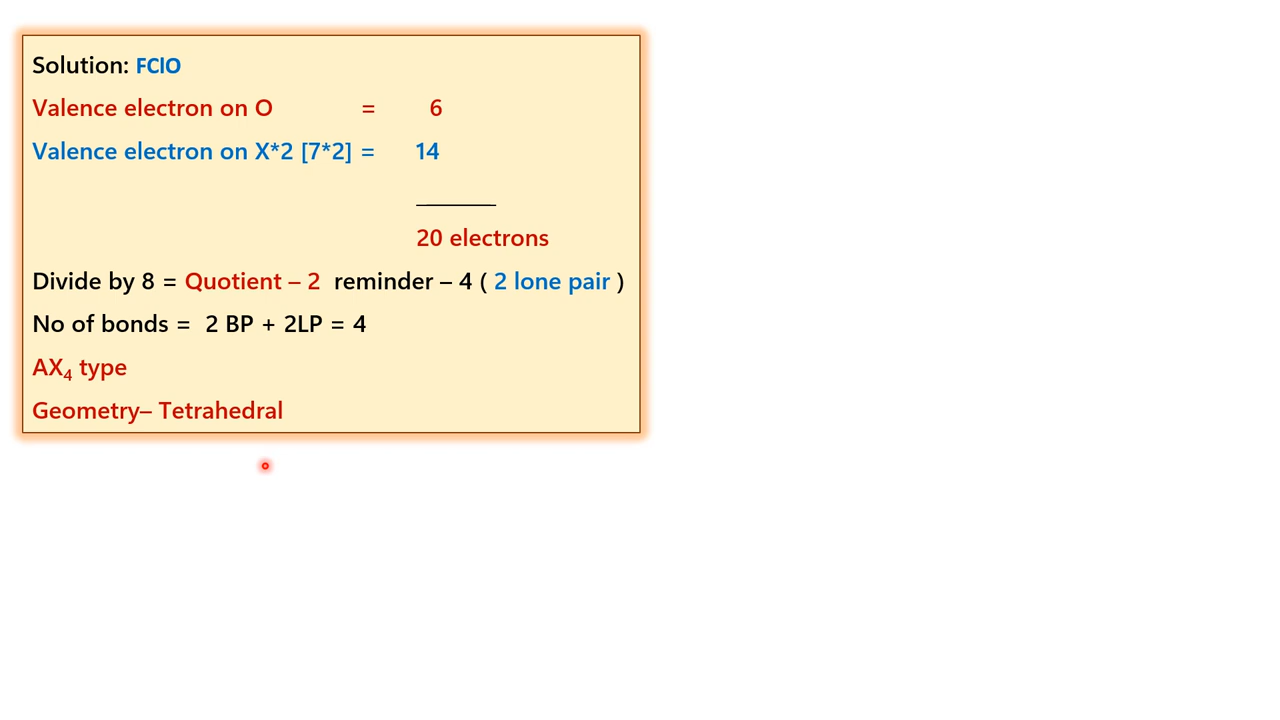 Solution: FClO
Valence electron on O = 6
Valence electron on X*2 [7*2] = 14
20 electrons
Divide by 8 = Quotient – 2 reminder – 4 ( 2 lone pair )
No of bonds = 2 BP + 2LP = 4
AX₄ type
Geometry– Tetrahedral